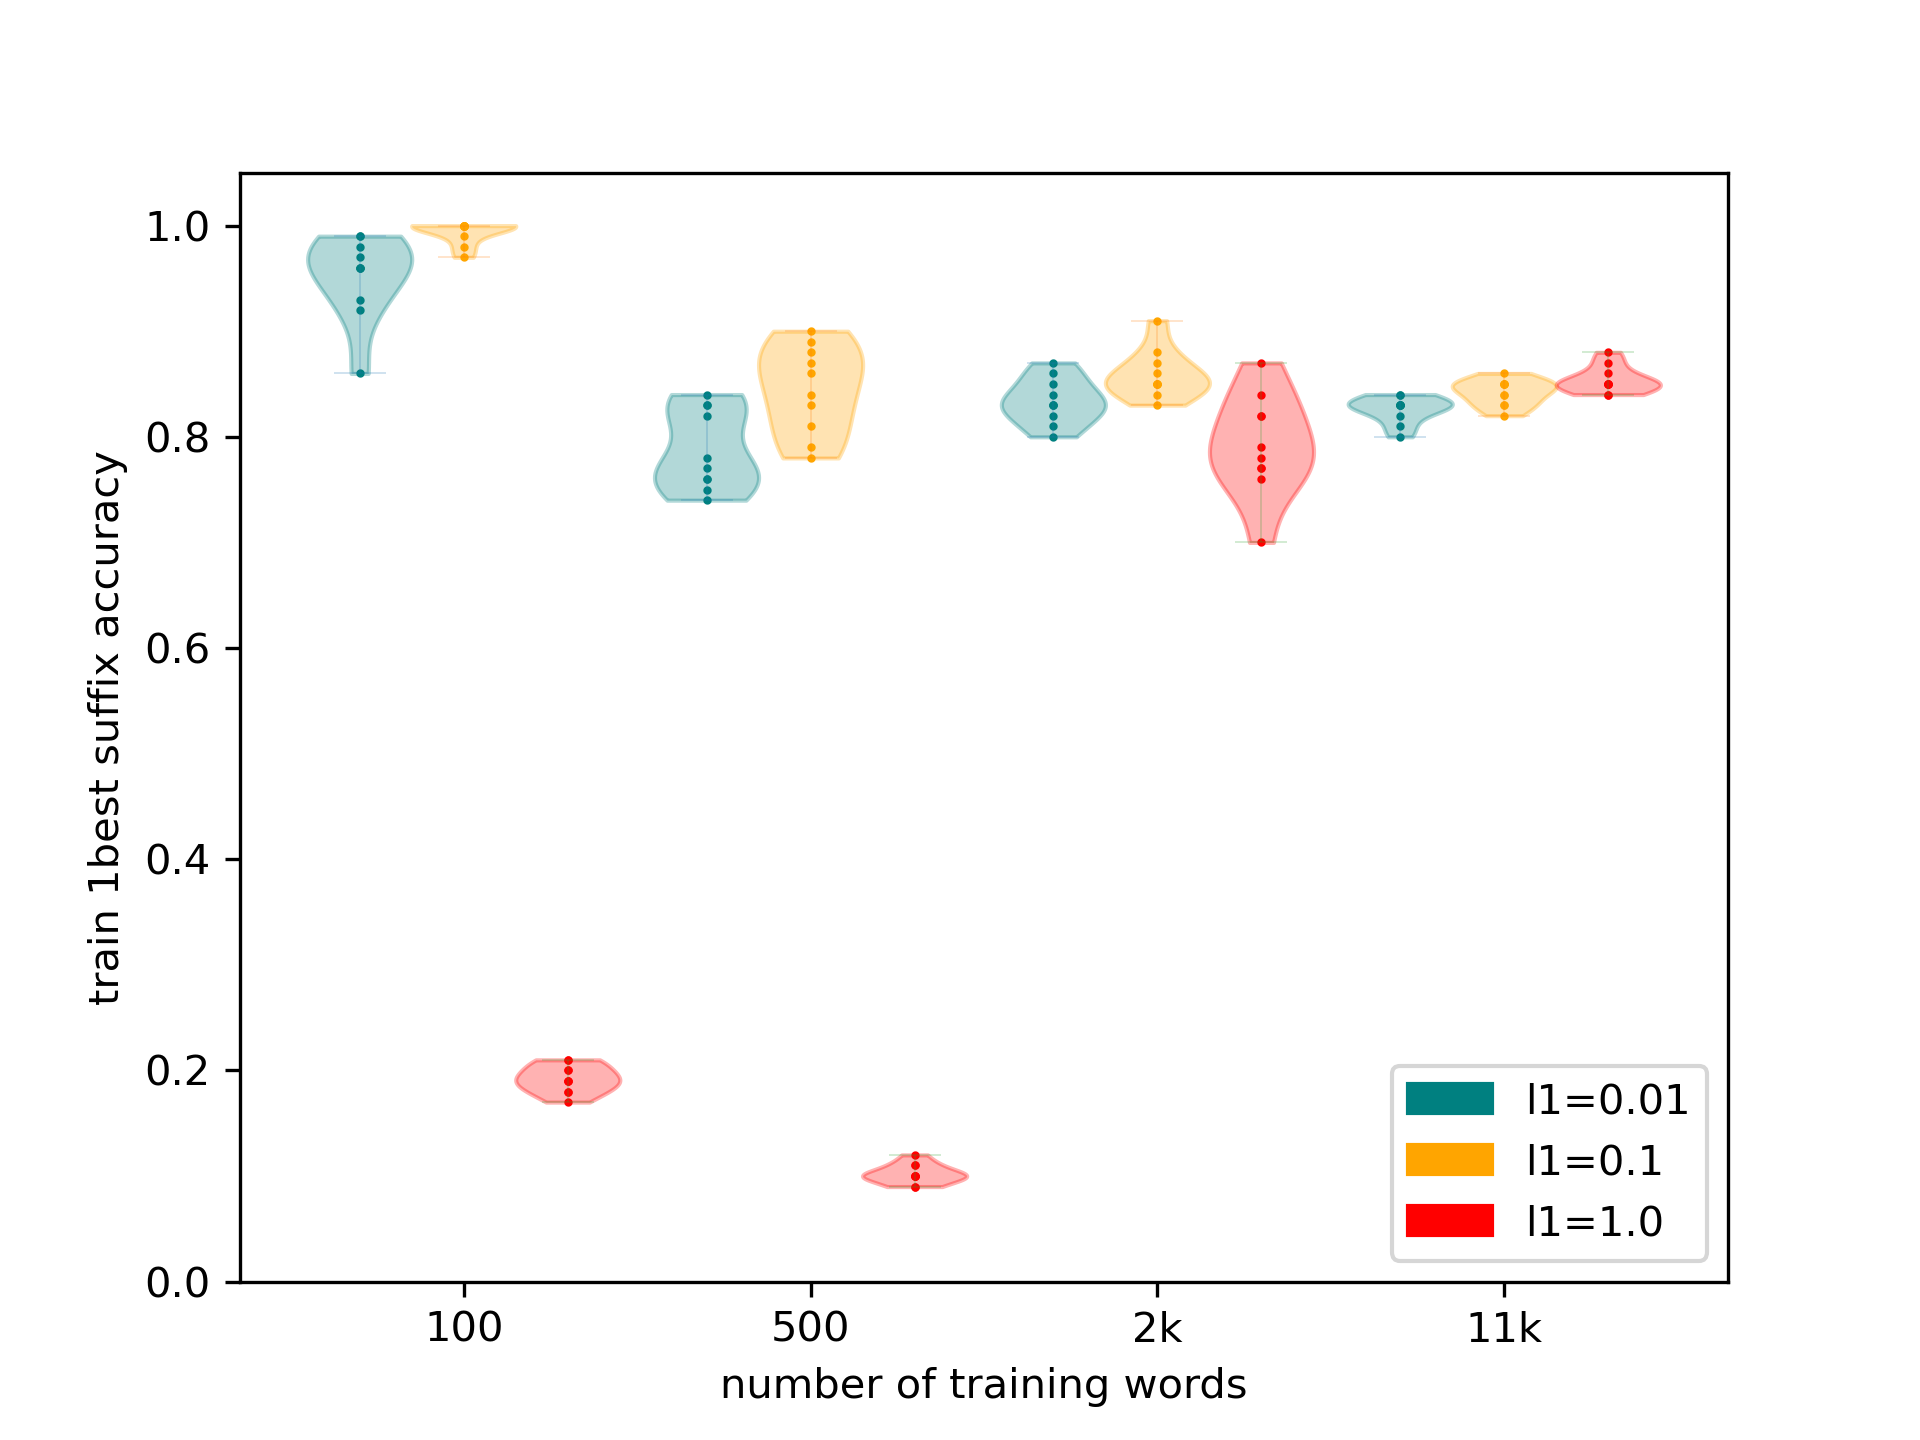 1.0
0.8
0.6
0.4
0.2
0.0
train 1best suffix accuracy
100 500 2k 11k
number of training words
l1=0.01
l1=0.1
l1=1.0